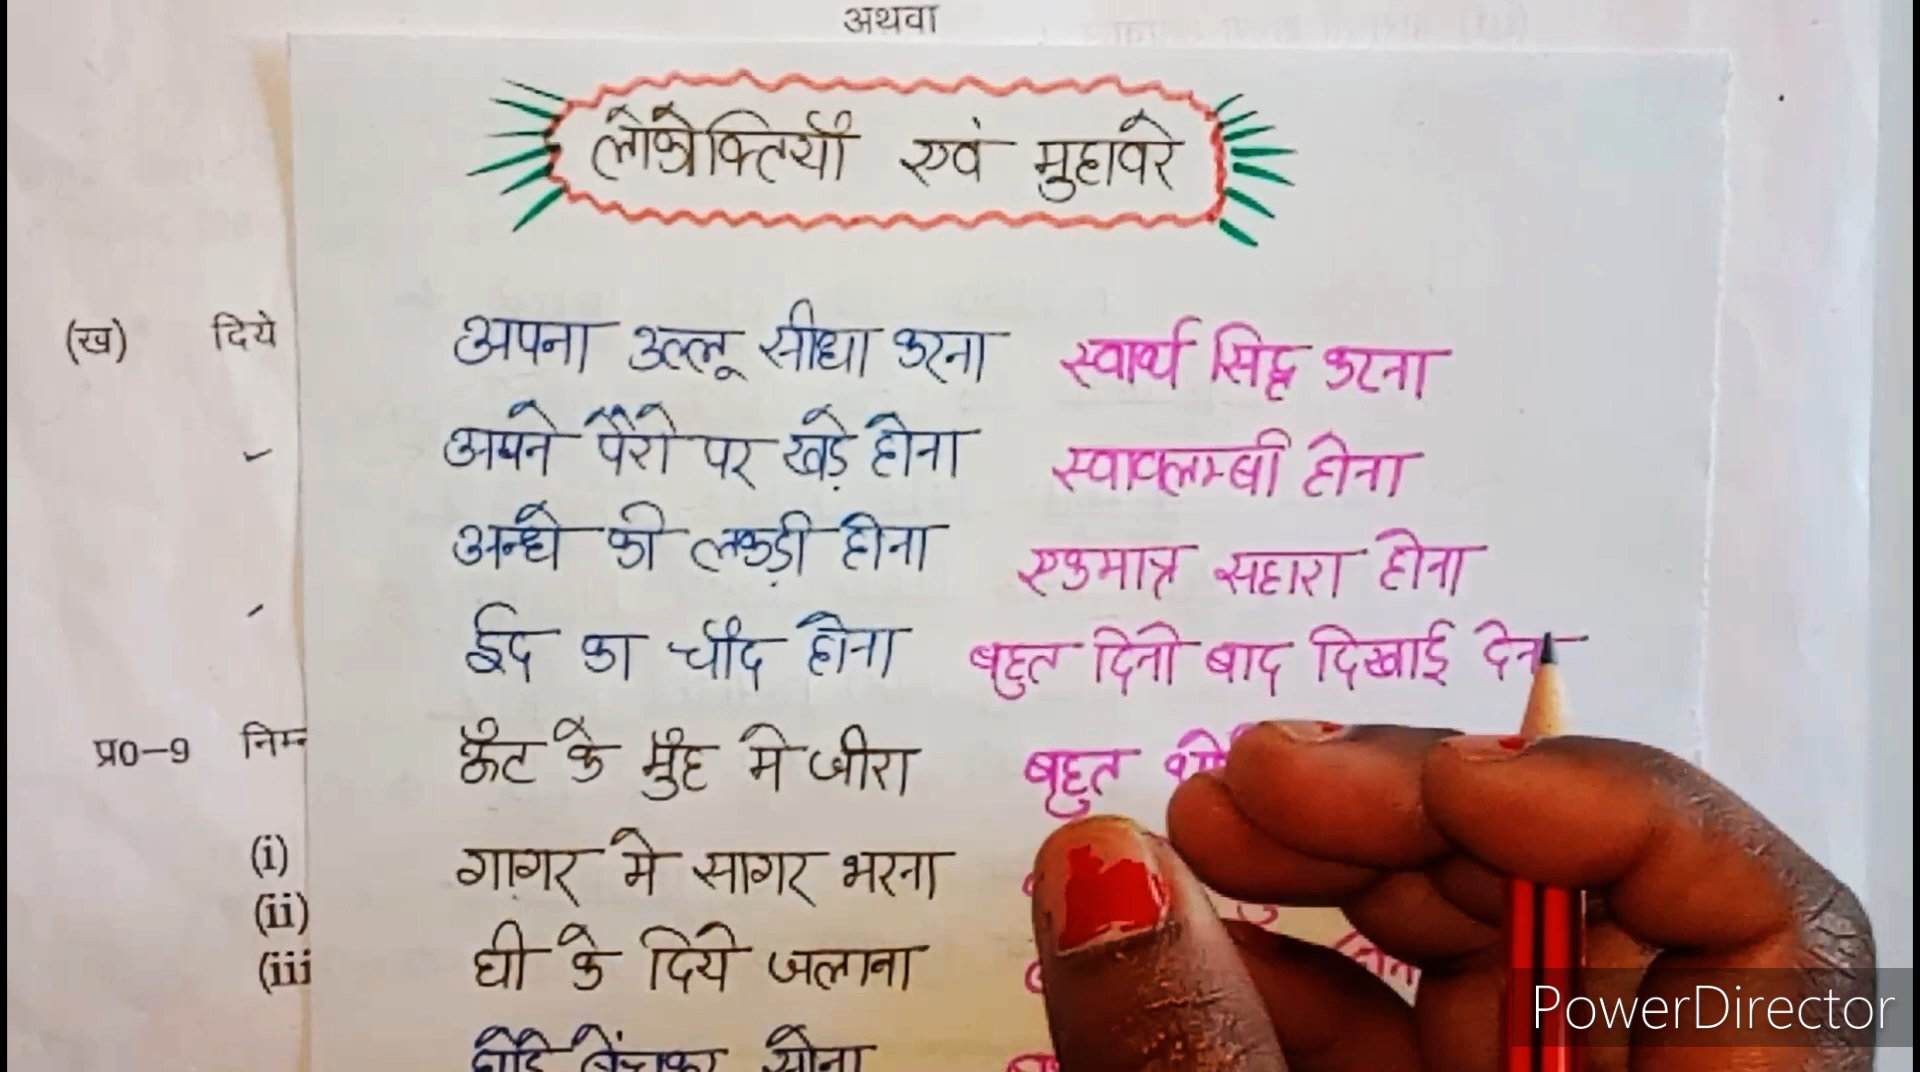 अथवा
लोकोक्तियाँ एवं मुहावरे
(ख) दिये
अपना उल्लू सीधा करना स्वार्थ सिद्ध करना
अपने पैरो पर खड़े होना स्वावलम्बी होना
अन्धे की लकड़ी होना एकमात्र सहारा होना
ईद का चाँद होना बहुत दिनो बाद दिखाई देना
प्र0-9 निम्न
ऊँट के मुँह मे जीरा बहुत
(i) गागर मे सागर भरना
(ii)
(iii घी के दिये जलाना
घोडे बेंचकर सोना
PowerDirector